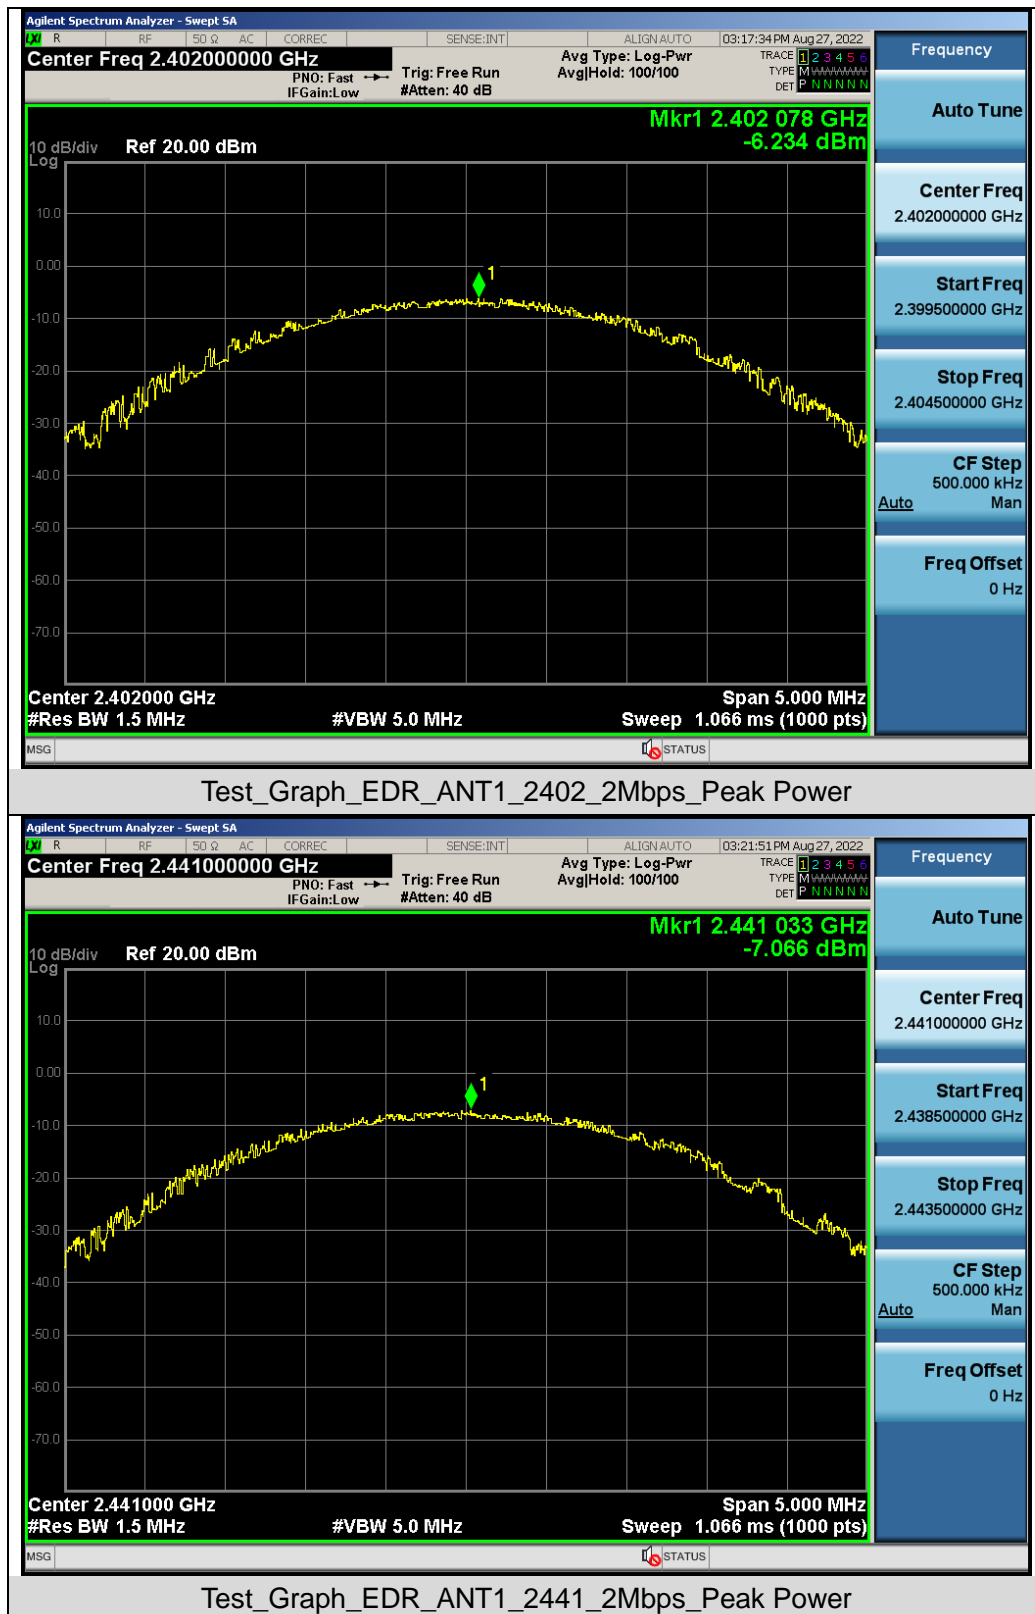 Agilent Spectrum Analyzer - Swept SA
LXI R RF 50 Ω AC CORREC SENSE:INT ALIGN AUTO 03:17:34 PM Aug 27, 2022
Center Freq 2.402000000 GHz
PNO: Fast
IFGain:Low
Trig: Free Run
#Atten: 40 dB
Avg Type: Log-Pwr
Avg|Hold: 100/100
TRACE 1 2 3 4 5 6
TYPE M WWWWW
DET P N N N N N
Mkr1 2.402 078 GHz
-6.234 dBm
10 dB/div Ref 20.00 dBm
Log
10.0
0.00
-10.0
-20.0
-30.0
-40.0
-50.0
-60.0
-70.0
1
Center 2.402000 GHz Span 5.000 MHz
#Res BW 1.5 MHz #VBW 5.0 MHz Sweep 1.066 ms (1000 pts)
MSG STATUS
Frequency
Auto Tune
Center Freq
2.402000000 GHz
Start Freq
2.399500000 GHz
Stop Freq
2.404500000 GHz
CF Step
500.000 kHz
Auto Man
Freq Offset
0 Hz
Test_Graph_EDR_ANT1_2402_2Mbps_Peak Power
Agilent Spectrum Analyzer - Swept SA
LXI R RF 50 Ω AC CORREC SENSE:INT ALIGN AUTO 03:21:51 PM Aug 27, 2022
Center Freq 2.441000000 GHz
PNO: Fast
IFGain:Low
Trig: Free Run
#Atten: 40 dB
Avg Type: Log-Pwr
Avg|Hold: 100/100
TRACE 1 2 3 4 5 6
TYPE M WWWWW
DET P N N N N N
Mkr1 2.441 033 GHz
-7.066 dBm
10 dB/div Ref 20.00 dBm
Log
10.0
0.00
-10.0
-20.0
-30.0
-40.0
-50.0
-60.0
-70.0
1
Center 2.441000 GHz Span 5.000 MHz
#Res BW 1.5 MHz #VBW 5.0 MHz Sweep 1.066 ms (1000 pts)
MSG STATUS
Frequency
Auto Tune
Center Freq
2.441000000 GHz
Start Freq
2.438500000 GHz
Stop Freq
2.443500000 GHz
CF Step
500.000 kHz
Auto Man
Freq Offset
0 Hz
Test_Graph_EDR_ANT1_2441_2Mbps_Peak Power